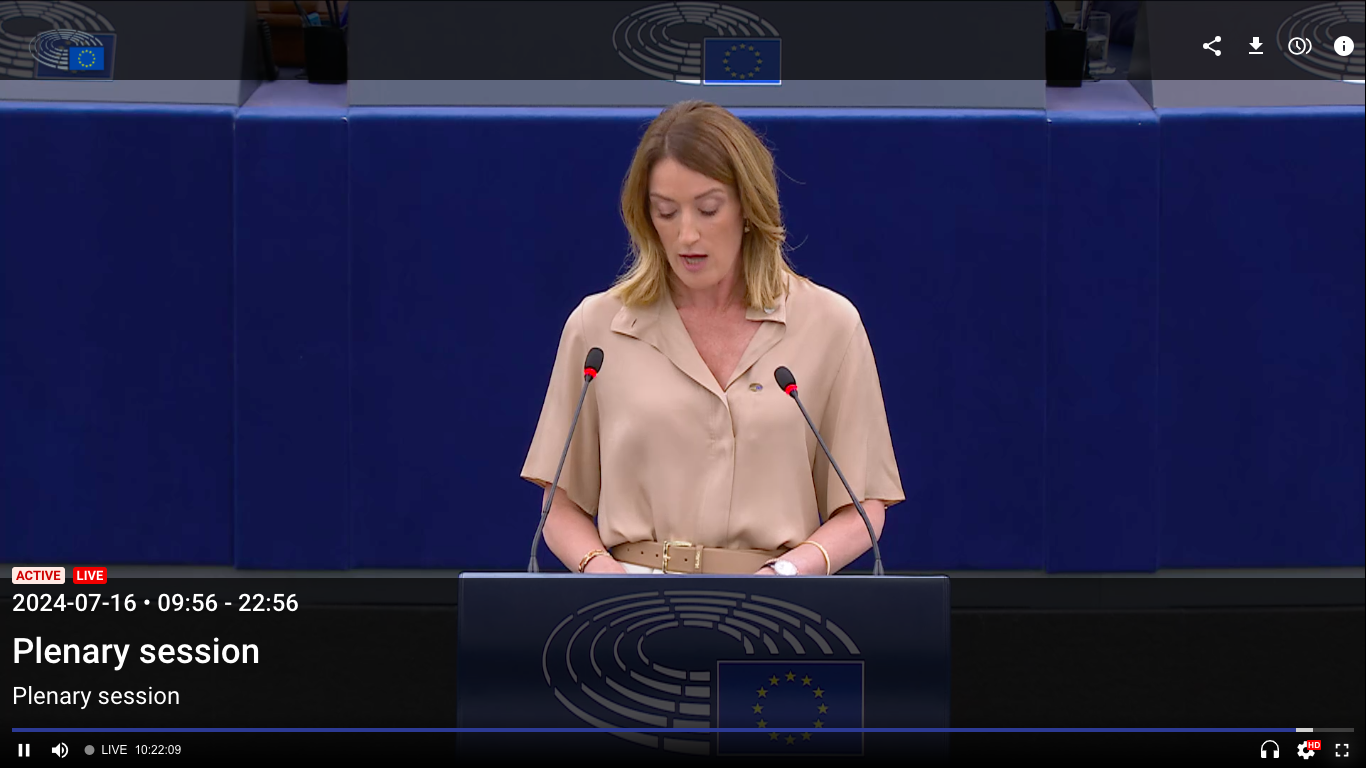 ACTIVE LIVE
2024-07-16 • 09:56 - 22:56
Plenary session
Plenary session
LIVE 10:22:09
HD